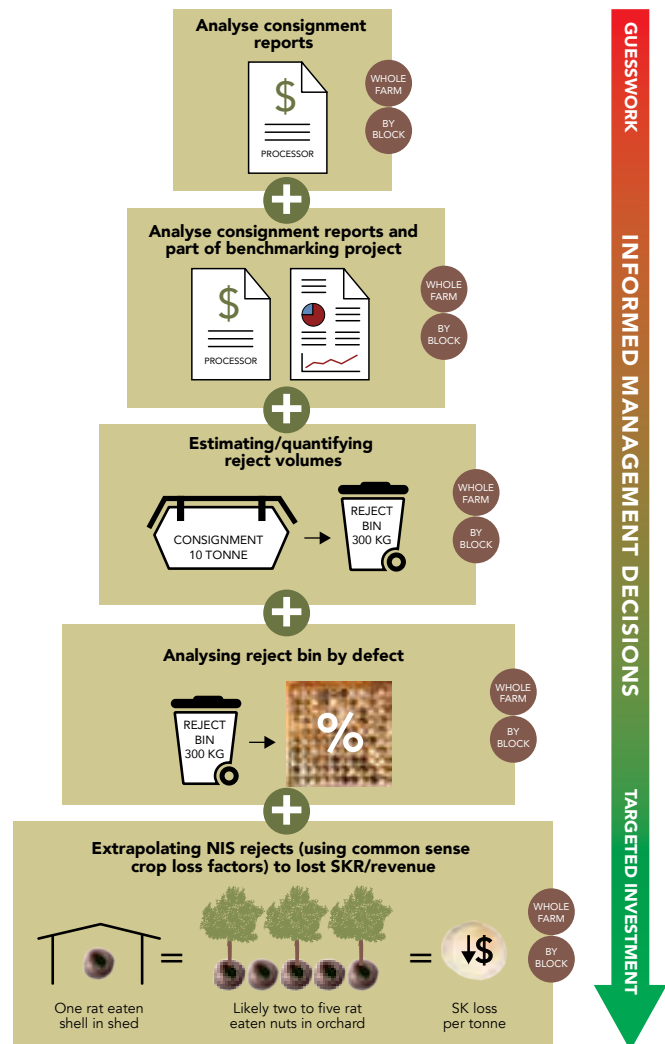 Analyse consignment
reports
$
PROCESSOR
WHOLE
FARM
BY
BLOCK
+
Analyse consignment reports and
part of benchmarking project
$
PROCESSOR
WHOLE
FARM
BY
BLOCK
+
Estimating/quantifying
reject volumes
CONSIGNMENT
10 TONNE
REJECT
BIN
300 KG
WHOLE
FARM
BY
BLOCK
+
Analysing reject bin by defect
REJECT
BIN
300 KG
%
WHOLE
FARM
BY
BLOCK
+
Extrapolating NIS rejects (using common sense
crop loss factors) to lost SKR/revenue
=
=
$
WHOLE
FARM
BY
BLOCK
One rat eaten
shell in shed
Likely two to five rat
eaten nuts in orchard
SK loss
per tonne
GUESSWORK
INFORMED MANAGEMENT DECISIONS
TARGETED INVESTMENT